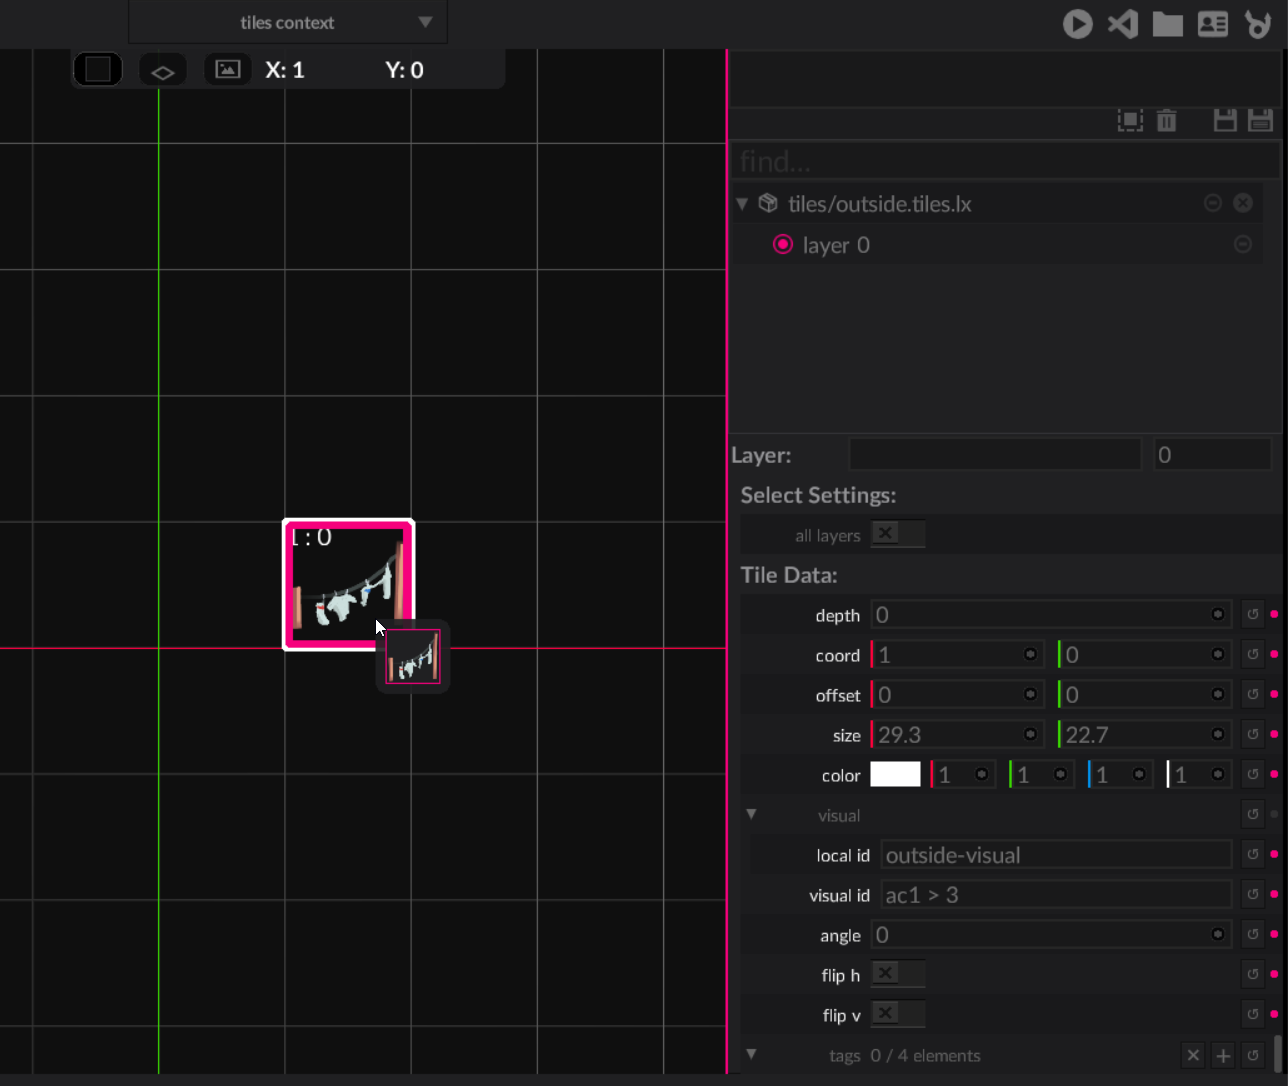 tiles context
X: 1 Y: 0
find...
tiles/outside.tiles.lx
layer 0
Layer: 0
Select Settings:
all layers
Tile Data:
1 : 0
depth 0
coord 1 0
offset 0 0
size 29.3 22.7
color 1 1 1 1
visual
local id outside-visual
visual id ac1 > 3
angle 0
flip h
flip v
tags 0 / 4 elements